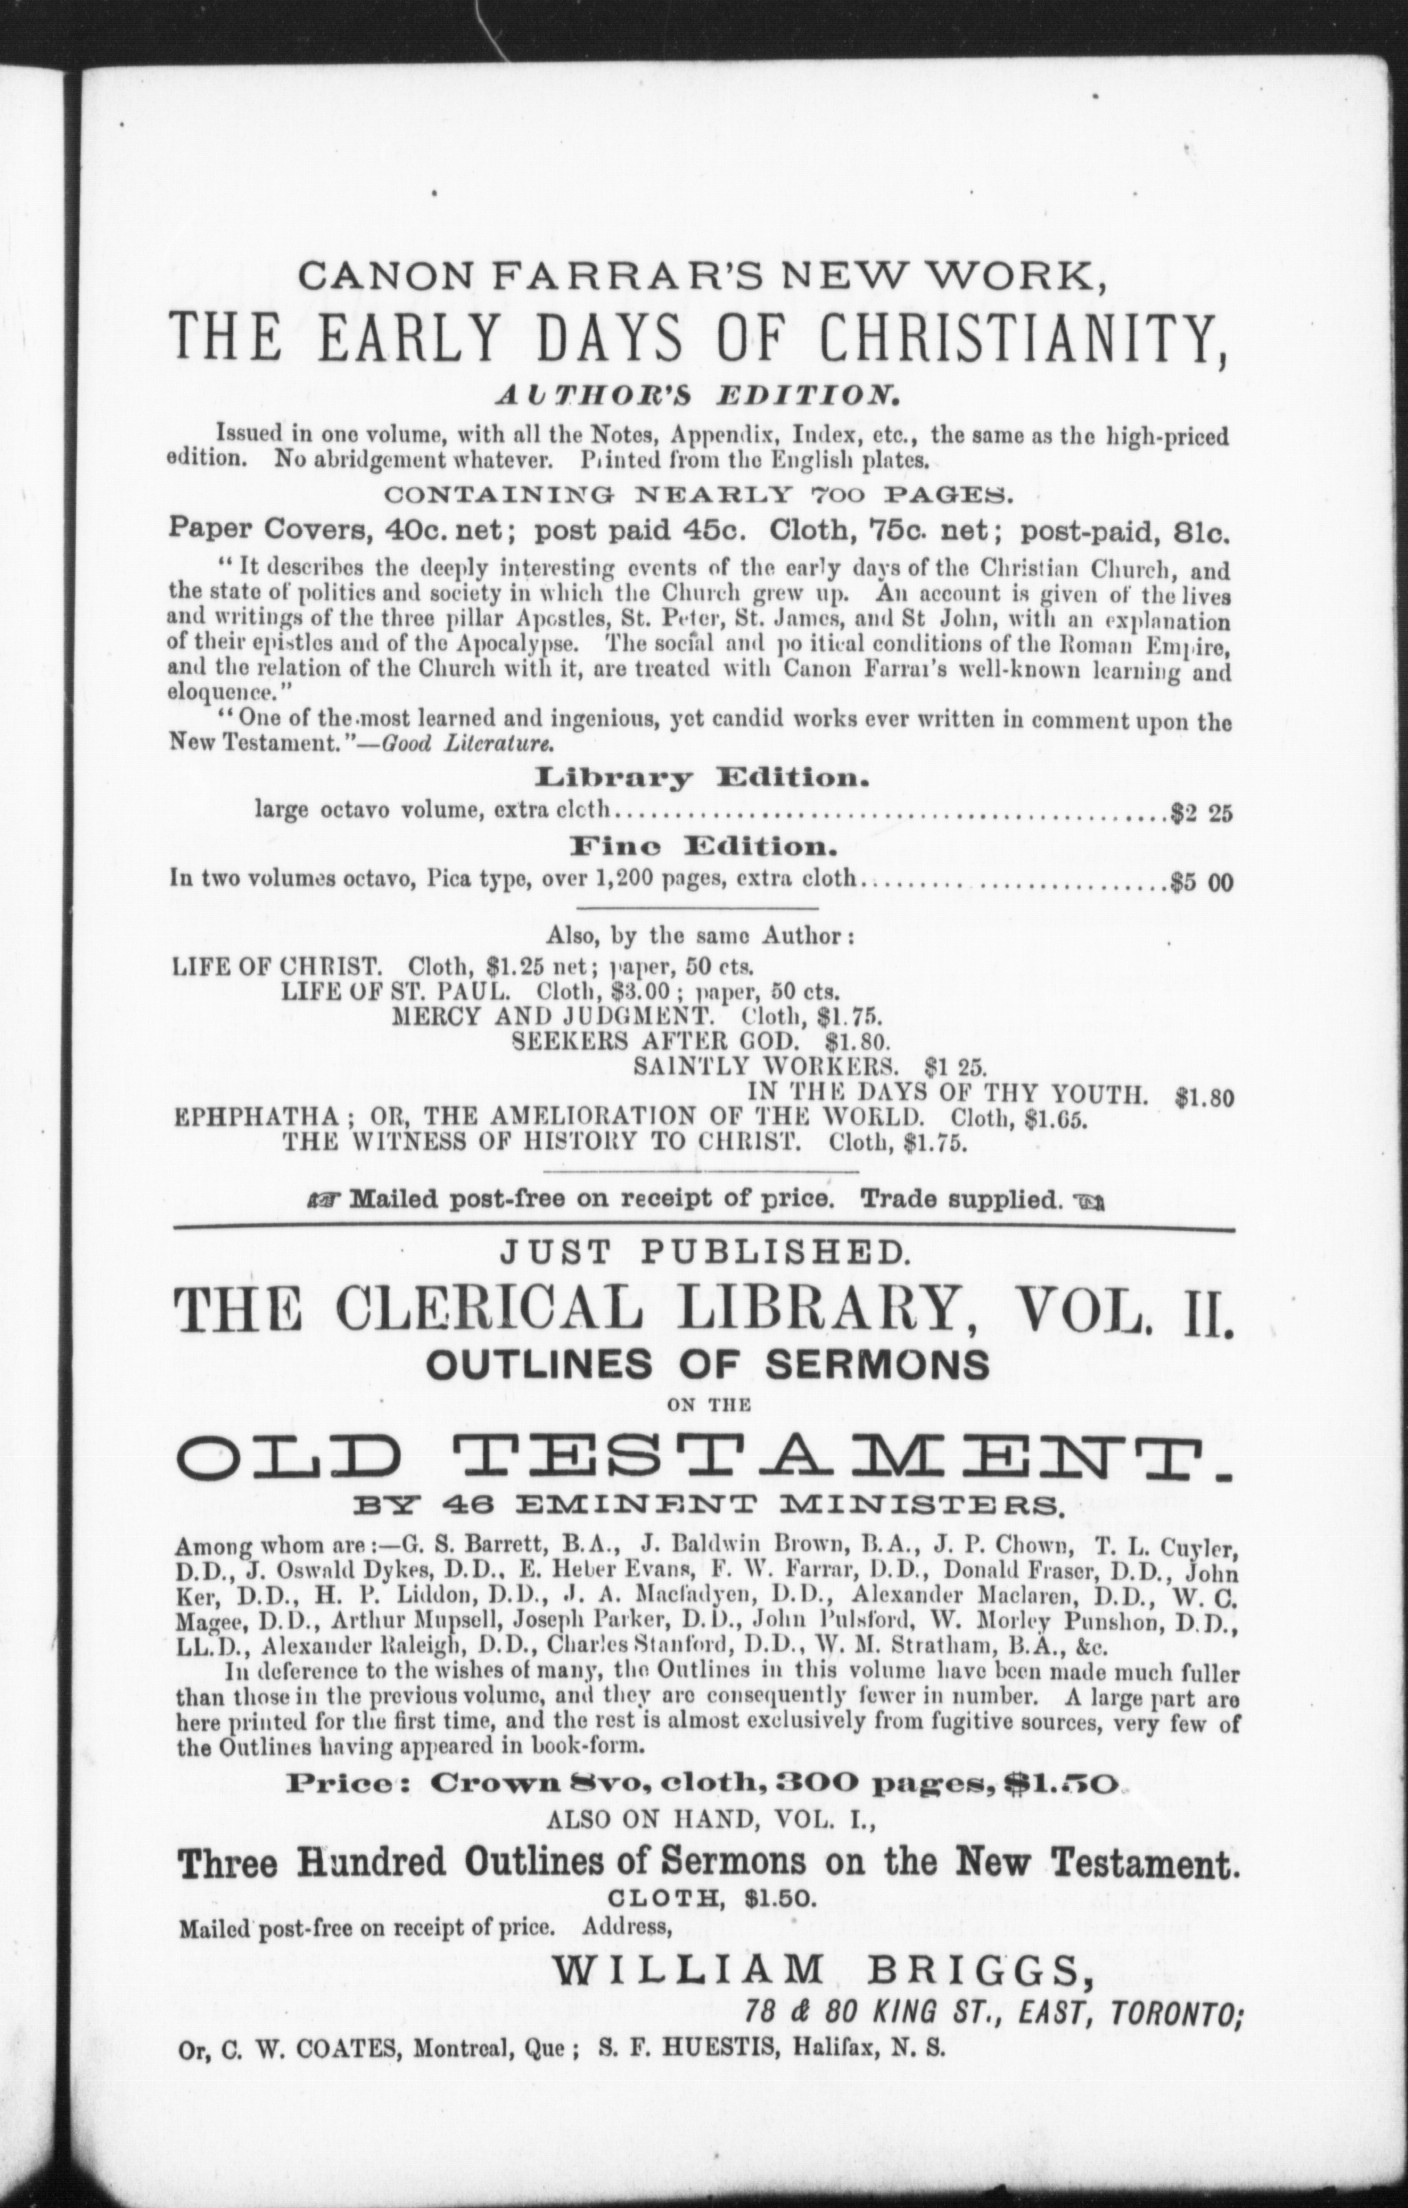 CANON FARRAR'S NEW WORK,
THE EARLY DAYS OF CHRISTIANITY,
AUTHOR'S EDITION.
Issued in one volume, with all the Notes, Appendix, Index, etc., the same as the high-priced
edition. No abridgement whatever. Printed from the English plates.
CONTAINING NEARLY 700 PAGES.
Paper Covers, 40c. net; post paid 45c. Cloth, 75c. net; post-paid, 81c.
"It describes the deeply interesting events of the early days of the Christian Church, and
the state of politics and society in which the Church grew up. An account is given of the lives
and writings of the three pillar Apostles, St. Peter, St. James, and St John, with an explanation
of their epistles and of the Apocalypse. The social and po itical conditions of the Roman Empire,
and the relation of the Church with it, are treated with Canon Farrar's well-known learning and
eloquence."
"One of the most learned and ingenious, yet candid works ever written in comment upon the
New Testament."—Good Literature.
Library Edition.
large octavo volume, extra cloth..............................................$2 25
Fine Edition.
In two volumes octavo, Pica type, over 1,200 pages, extra cloth..........................$5 00
Also, by the same Author:
LIFE OF CHRIST. Cloth, $1.25 net; paper, 50 cts.
LIFE OF ST. PAUL. Cloth, $3.00; paper, 50 cts.
MERCY AND JUDGMENT. Cloth, $1.75.
SEEKERS AFTER GOD. $1.80.
SAINTLY WORKERS. $1 25.
IN THE DAYS OF THY YOUTH. $1.80
EPHPHATHA; OR, THE AMELIORATION OF THE WORLD. Cloth, $1.65.
THE WITNESS OF HISTORY TO CHRIST. Cloth, $1.75.
☞ Mailed post-free on receipt of price. Trade supplied. ☜
JUST PUBLISHED.
THE CLERICAL LIBRARY, VOL. II.
OUTLINES OF SERMONS
ON THE
OLD TESTAMENT.
BY 46 EMINENT MINISTERS.
Among whom are:—G. S. Barrett, B.A., J. Baldwin Brown, B.A., J. P. Chown, T. L. Cuyler,
D.D., J. Oswald Dykes, D.D., E. Heber Evans, F. W. Farrar, D.D., Donald Fraser, D.D., John
Ker, D.D., H. P. Liddon, D.D., J. A. Macfadyen, D.D., Alexander Maclaren, D.D., W. C.
Magee, D.D., Arthur Mupsell, Joseph Parker, D.D., John Pulsford, W. Morley Punshon, D.D.,
LL.D., Alexander Raleigh, D.D., Charles Stanford, D.D., W. M. Stratham, B.A., &c.
In deference to the wishes of many, the Outlines in this volume have been made much fuller
than those in the previous volume, and they are consequently fewer in number. A large part are
here printed for the first time, and the rest is almost exclusively from fugitive sources, very few of
the Outlines having appeared in book-form.
Price: Crown 8vo, cloth, 300 pages, $1.50
ALSO ON HAND, VOL. I.,
Three Hundred Outlines of Sermons on the New Testament.
CLOTH, $1.50.
Mailed post-free on receipt of price. Address,
WILLIAM BRIGGS,
78 & 80 KING ST., EAST, TORONTO;
Or, C. W. COATES, Montreal, Que; S. F. HUESTIS, Halifax, N. S.